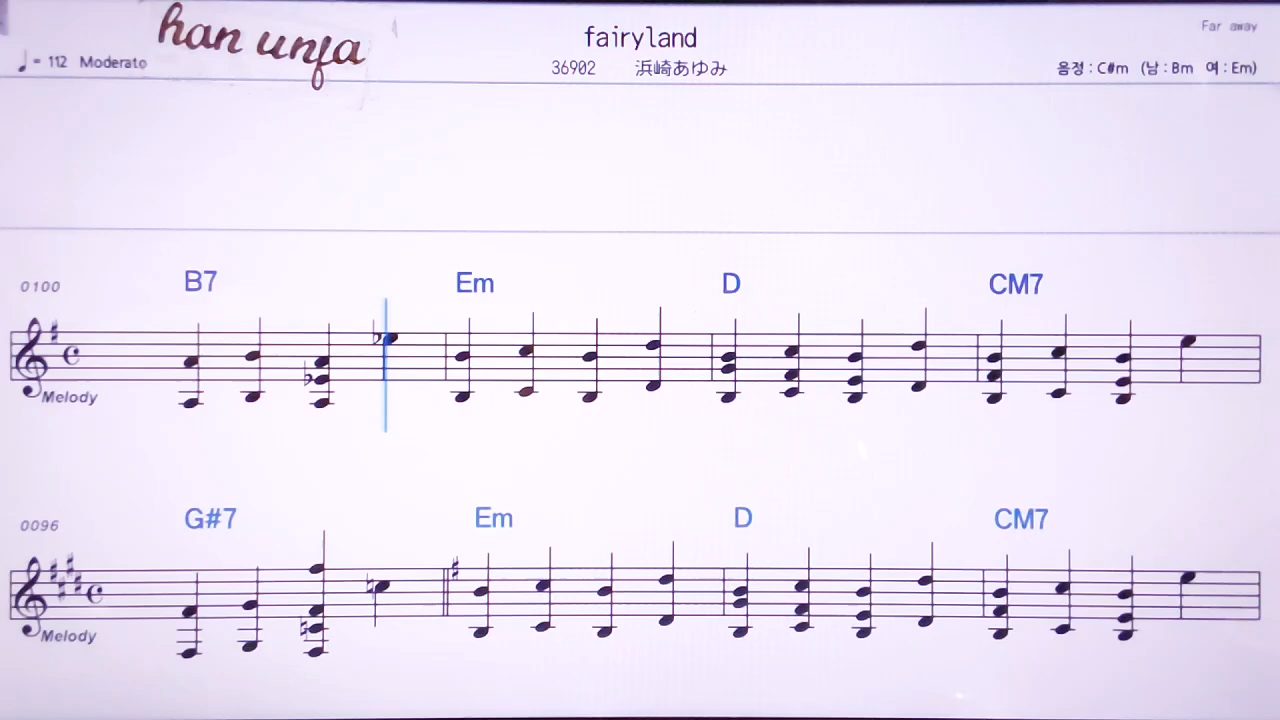 han unfa
fairyland
Far away
♩= 112 Moderato
36902 浜崎あゆみ
음정 : C#m (남 : Bm 여 : Em)
0100 B7 Em D CM7
Melody
0096 G#7 Em D CM7
Melody